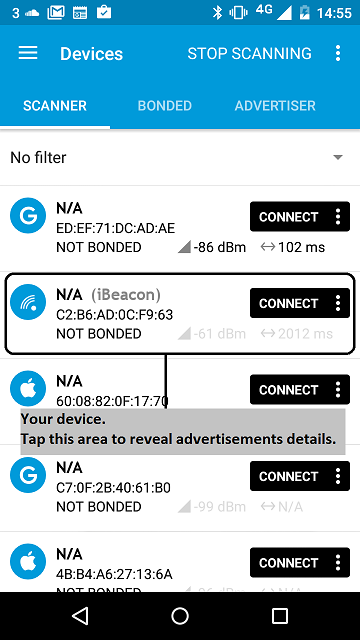 3 14:55
4G
Devices STOP SCANNING
SCANNER BONDED ADVERTISER
No filter
N/A
ED:EF:71:DC:AD:AE
CONNECT
NOT BONDED -86 dBm 102 ms
N/A (iBeacon)
C2:B6:AD:0C:F9:63
CONNECT
NOT BONDED -61 dBm 2012 ms
N/A
60:08:82:0F:17:70
CONNECT
Your device.
Tap this area to reveal advertisements details.
N/A
C7:0F:2B:40:61:B0
CONNECT
NOT BONDED -99 dBm N/A
N/A
4B:B4:A6:27:13:6A
CONNECT
NOT BONDED